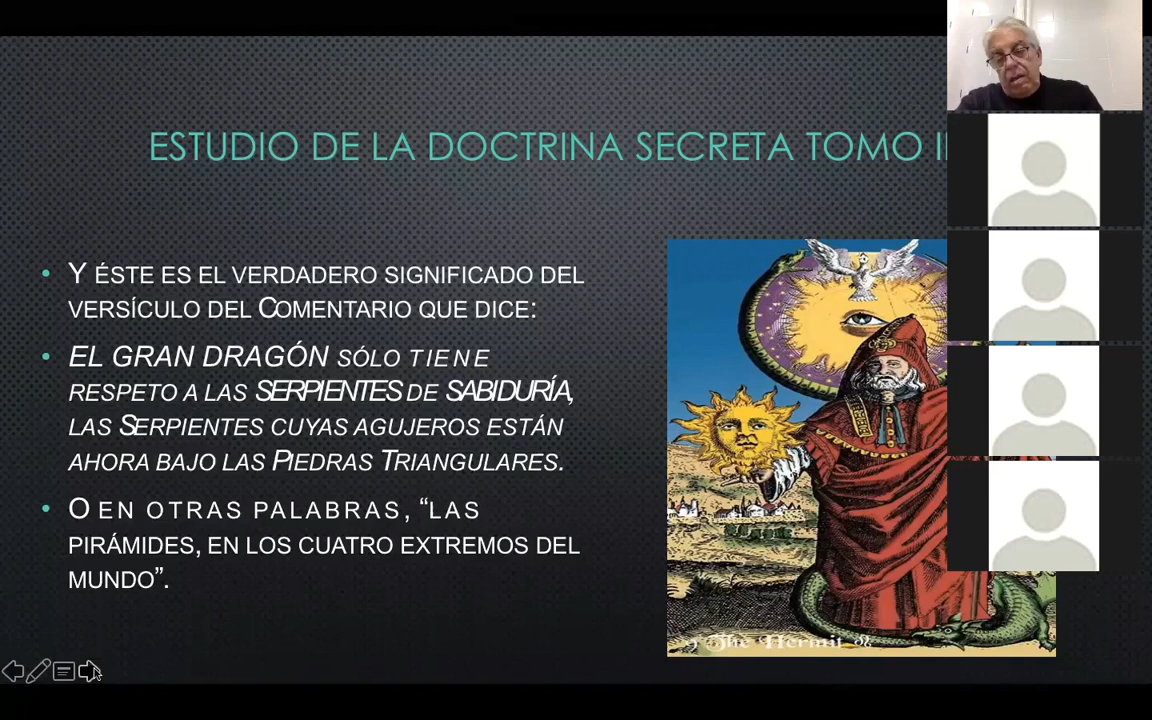 ESTUDIO DE LA DOCTRINA SECRETA TOMO
Y ÉSTE ES EL VERDADERO SIGNIFICADO DEL
VERSÍCULO DEL COMENTARIO QUE DICE:
EL GRAN DRAGÓN SÓLO TIENE
RESPETO A LAS SERPIENTES DE SABIDURÍA,
LAS SERPIENTES CUYAS AGUJEROS ESTÁN
AHORA BAJO LAS PIEDRAS TRIANGULARES.
O EN OTRAS PALABRAS, “LAS
PIRÁMIDES, EN LOS CUATRO EXTREMOS DEL
MUNDO”.
The Hermit